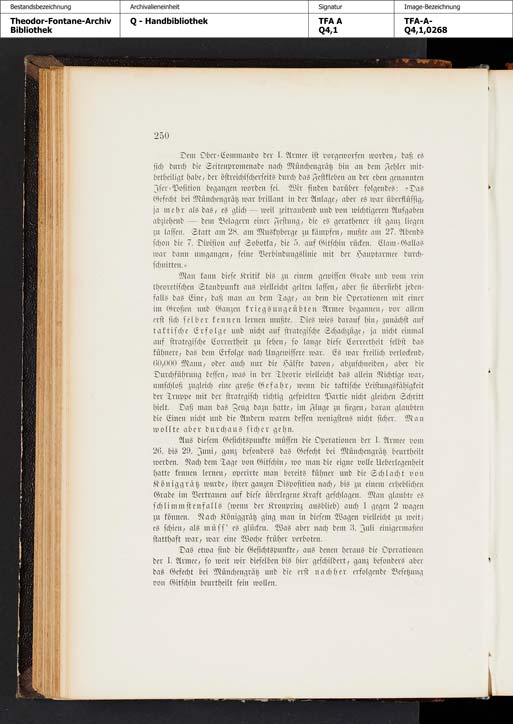 Bestandsbezeichnung
Archivalieneinheit
Signatur
Image-Bezeichnung
Theodor-Fontane-Archiv
Bibliothek
Q - Handbibliothek
TFA A
Q4,1
TFA-A-
Q4,1,0268
250
Dem Ober-Commando der I. Armee ist vorgeworfen worden, daß es
sich durch die Seitenpromenade nach Münchengrätz hin an dem Fehler mit-
betheiligt habe, der östreichischerseits durch das Festkleben an der eben genannten
Iser-Position begangen worden sei. Wir finden darüber folgendes: »Das
Gefecht bei Münchengrätz war brillant in der Anlage, aber es war überflüssig,
ja mehr als das, es glich — weil zeitraubend und von wichtigeren Aufgaben
abziehend — dem Belagern einer Festung, die es gerathener ist ganz liegen
zu lassen. Statt am 28. am Muskyberge zu kämpfen, mußte am 27. Abends
schon die 7. Division auf Sobotka, die 5. auf Gitschin rücken. Clam-Gallas
war dann umgangen, seine Verbindungslinie mit der Hauptarmee durch-
schnitten.«
Man kann diese Kritik bis zu einem gewissen Grade und vom rein
theoretischen Standpunkt aus vielleicht gelten lassen, aber sie übersieht jeden-
falls das Eine, daß man an dem Tage, an dem die Operationen mit einer
im Großen und Ganzen kriegsungeübten Armee begannen, vor allem
erst sich selber kennen lernen mußte. Dies wies darauf hin, zunächst auf
taktische Erfolge und nicht auf strategische Schachzüge, ja nicht einmal
auf strategische Correctheit zu sehen, so lange diese Correctheit selbst das
kühnere, das dem Erfolge nach Ungewissere war. Es war freilich verlockend,
60,000 Mann, oder auch nur die Hälfte davon, abzuschneiden, aber die
Durchführung dessen, was in der Theorie vielleicht das allein Richtige war,
umschloß zugleich eine große Gefahr, wenn die taktische Leistungsfähigkeit
der Truppe mit der strategisch richtig gespielten Partie nicht gleichen Schritt
hielt. Daß man das Zeug dazu hatte, im Fluge zu siegen, daran glaubten
die Einen nicht und die Andern waren dessen wenigstens nicht sicher. Man
wollte aber durchaus sicher gehn.
Aus diesem Gesichtspunkte müssen die Operationen der I. Armee vom
26. bis 29. Juni, ganz besonders das Gefecht bei Münchengrätz beurtheilt
werden. Nach dem Tage von Gitschin, wo man die eigne volle Ueberlegenheit
hatte kennen lernen, operirte man bereits kühner und die Schlacht von
Königgrätz wurde, ihrer ganzen Disposition nach, bis zu einem erheblichen
Grade im Vertrauen auf diese überlegene Kraft geschlagen. Man glaubte es
schlimmstenfalls (wenn der Kronprinz ausblieb) auch 1 gegen 2 wagen
zu können. Nach Königgrätz ging man in diesem Wagen vielleicht zu weit;
es schien, als müss' es glücken. Was aber nach dem 3. Juli einigermaßen
statthaft war, war eine Woche früher verboten.
Das etwa sind die Gesichtspunkte, aus denen heraus die Operationen
der I. Armee, so weit wir dieselben bis hier geschildert, ganz besonders aber
das Gefecht bei Münchengrätz und die erst nachher erfolgende Besetzung
von Gitschin beurtheilt sein wollen.